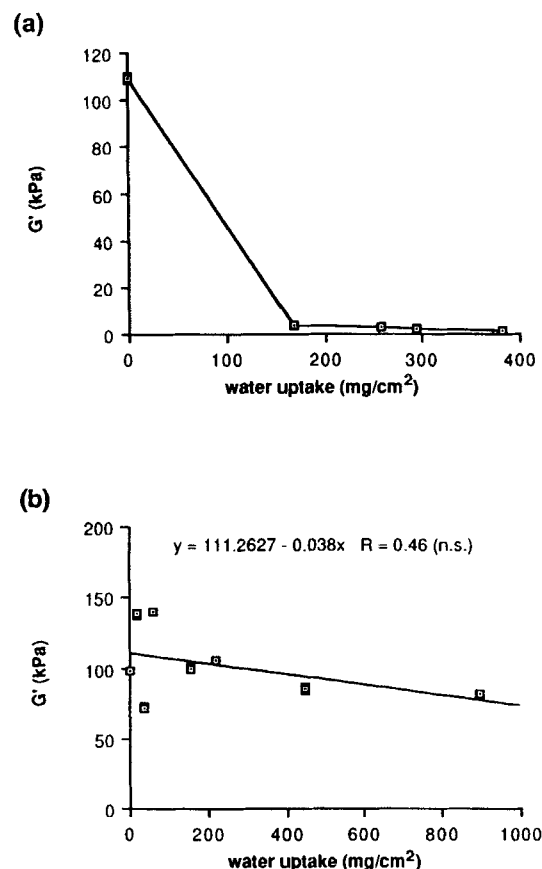 (a)
120
100
80
60
40
20
0
G' (kPa)
0 100 200 300 400
water uptake (mg/cm²)
(b)
y = 111.2627 - 0.038x R = 0.46 (n.s.)
200
150
100
50
0
G' (kPa)
0 200 400 600 800 1000
water uptake (mg/cm²)